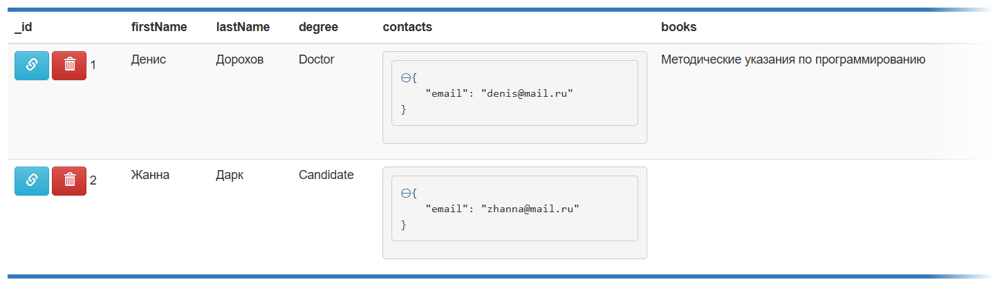 _id firstName lastName degree contacts books
1 Денис Дорохов Doctor Методические указания по программированию
{
"email": "denis@mail.ru"
}
2 Жанна Дарк Candidate
{
"email": "zhanna@mail.ru"
}